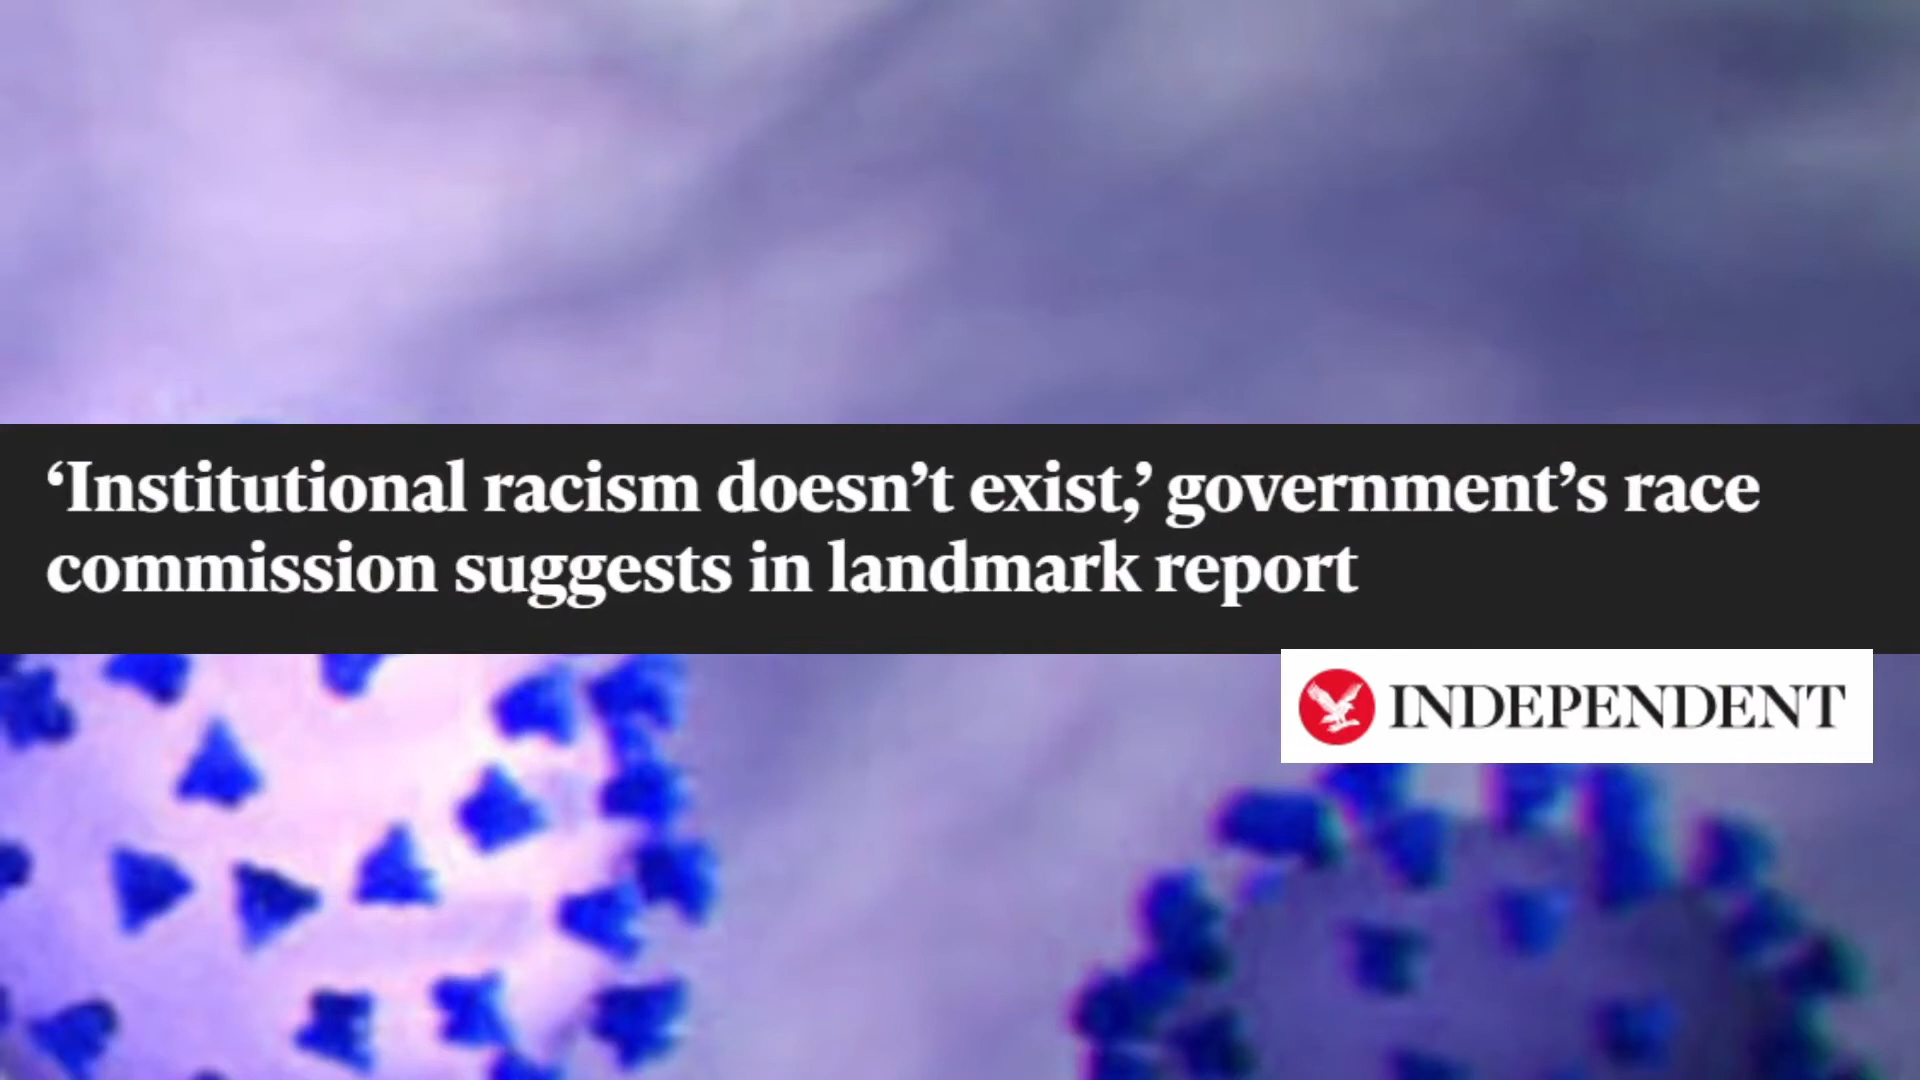 ‘Institutional racism doesn’t exist,’ government’s race
commission suggests in landmark report
INDEPENDENT